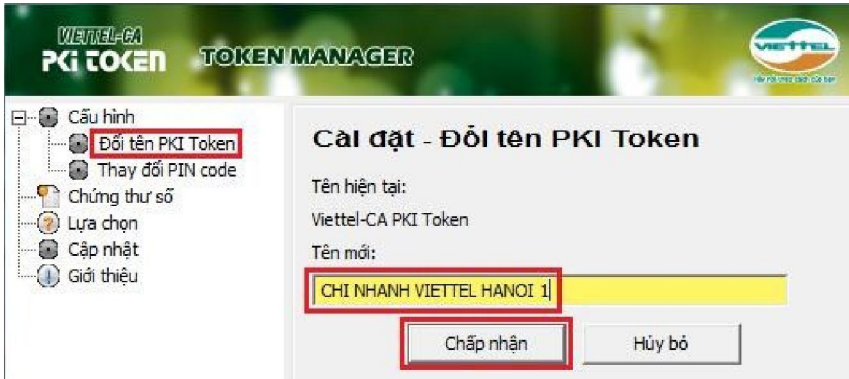 VIETTEL-CA
PKI TOKEN
TOKEN MANAGER
VIETTEL
Cấu hình
Đổi tên PKI Token
Thay đổi PIN code
Chứng thư số
Lựa chọn
Cập nhật
Giới thiệu
Cài đặt - Đổi tên PKI Token
Tên hiện tại:
Viettel-CA PKI Token
Tên mới:
CHI NHANH VIETTEL HANOI 1
Chấp nhận
Hủy bỏ